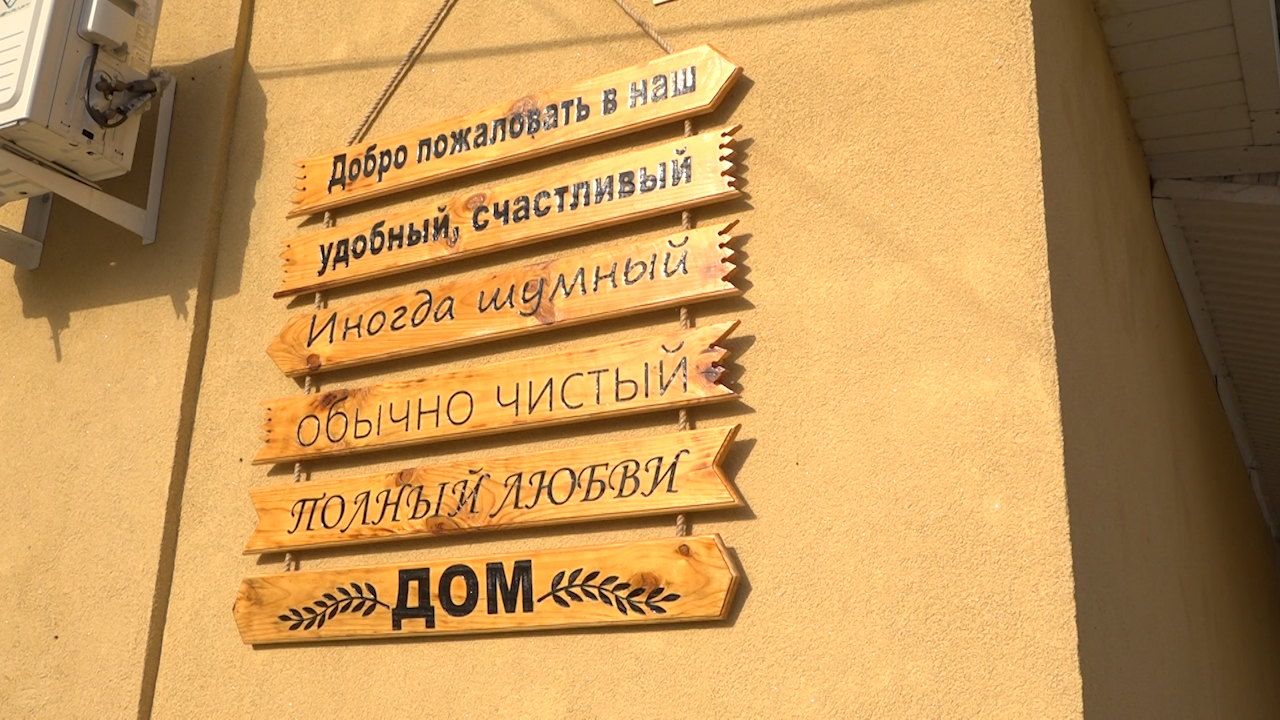 Добро пожаловать в наш
удобный, счастливый
Иногда шумный
обычно чистый
ПОЛНЫЙ ЛЮБВИ
ДОМ